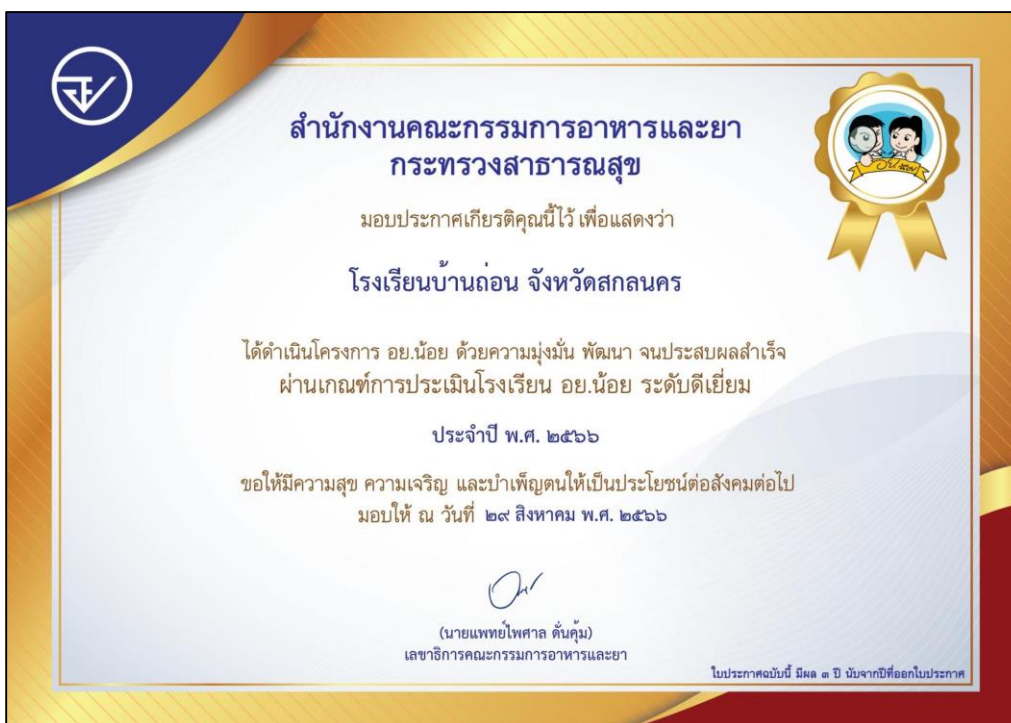 สำนักงานคณะกรรมการอาหารและยา
กระทรวงสาธารณสุข
มอบประกาศเกียรติคุณนี้ไว้ เพื่อแสดงว่า
โรงเรียนบ้านถ่อน จังหวัดสกลนคร
ได้ดำเนินโครงการ อย.น้อย ด้วยความมุ่งมั่น พัฒนา จนประสบผลสำเร็จ
ผ่านเกณฑ์การประเมินโรงเรียน อย.น้อย ระดับดีเยี่ยม
ประจำปี พ.ศ. ๒๕๖๖
ขอให้มีความสุข ความเจริญ และบำเพ็ญตนให้เป็นประโยชน์ต่อสังคมต่อไป
มอบให้ ณ วันที่ ๒๙ สิงหาคม พ.ศ. ๒๕๖๖
(นายแพทย์ไพศาล ดั่นคุ้ม)
เลขาธิการคณะกรรมการอาหารและยา
ใบประกาศฉบับนี้ มีผล ๓ ปี นับจากปีที่ออกใบประกาศ